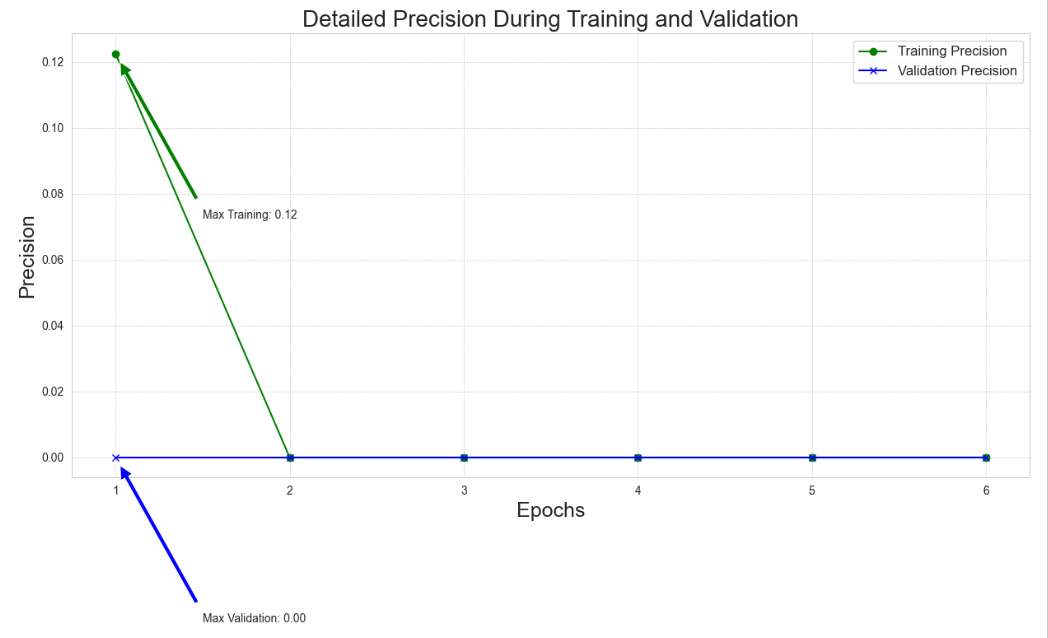 Detailed Precision During Training and Validation
Training Precision
Validation Precision
0.12
0.10
0.08
0.06
0.04
0.02
0.00
Precision
Max Training: 0.12
1 2 3 4 5 6
Epochs
Max Validation: 0.00